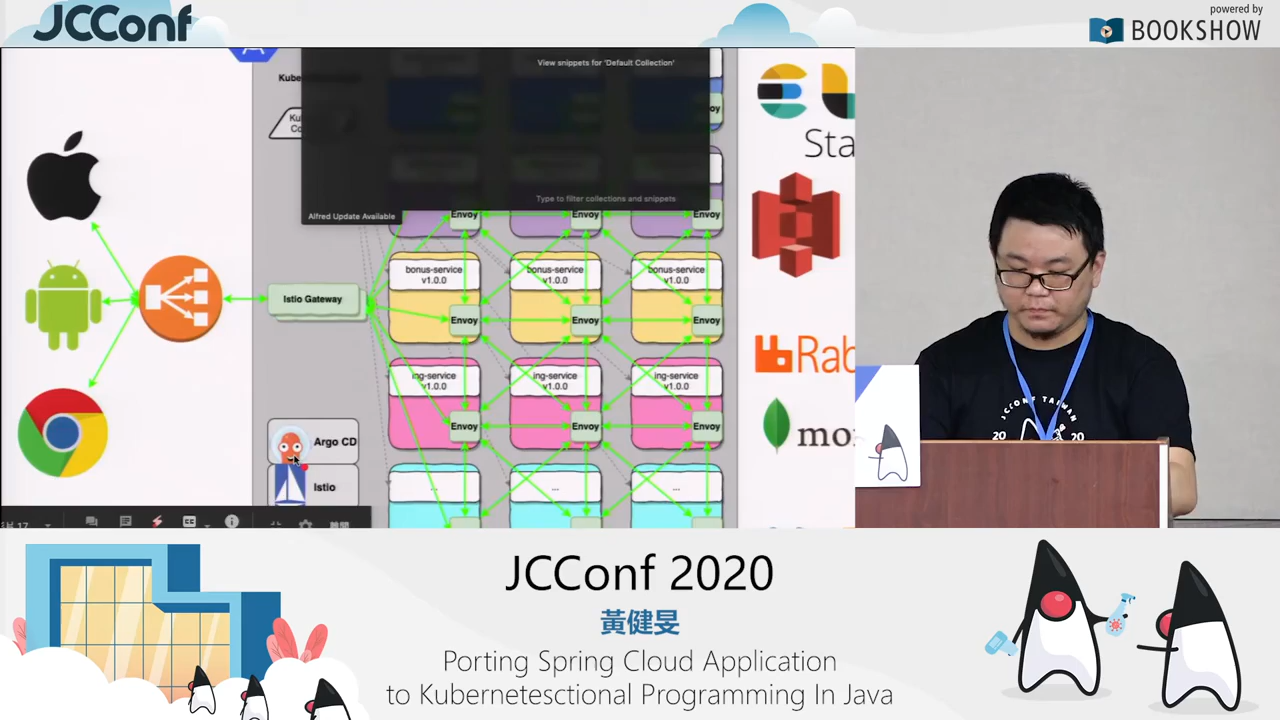 JCConf
powered by
BOOKSHOW
View snippets for 'Default Collection'
Type to filter collections and snippets
Alfred Update Available
Envoy
Envoy
Envoy
bonus-service
v1.0.0
bonus-service
v1.0.0
bonus-service
v1.0.0
Istio Gateway
Envoy
Envoy
Envoy
ing-service
v1.0.0
ing-service
v1.0.0
ing-service
v1.0.0
Envoy
Envoy
Envoy
Argo CD
Istio
...
...
...
Sta
Rab
mo
JCCONF TAIWAN
20
20
JCConf 2020
黃健旻
Porting Spring Cloud Application
to Kubernetesctional Programming In Java